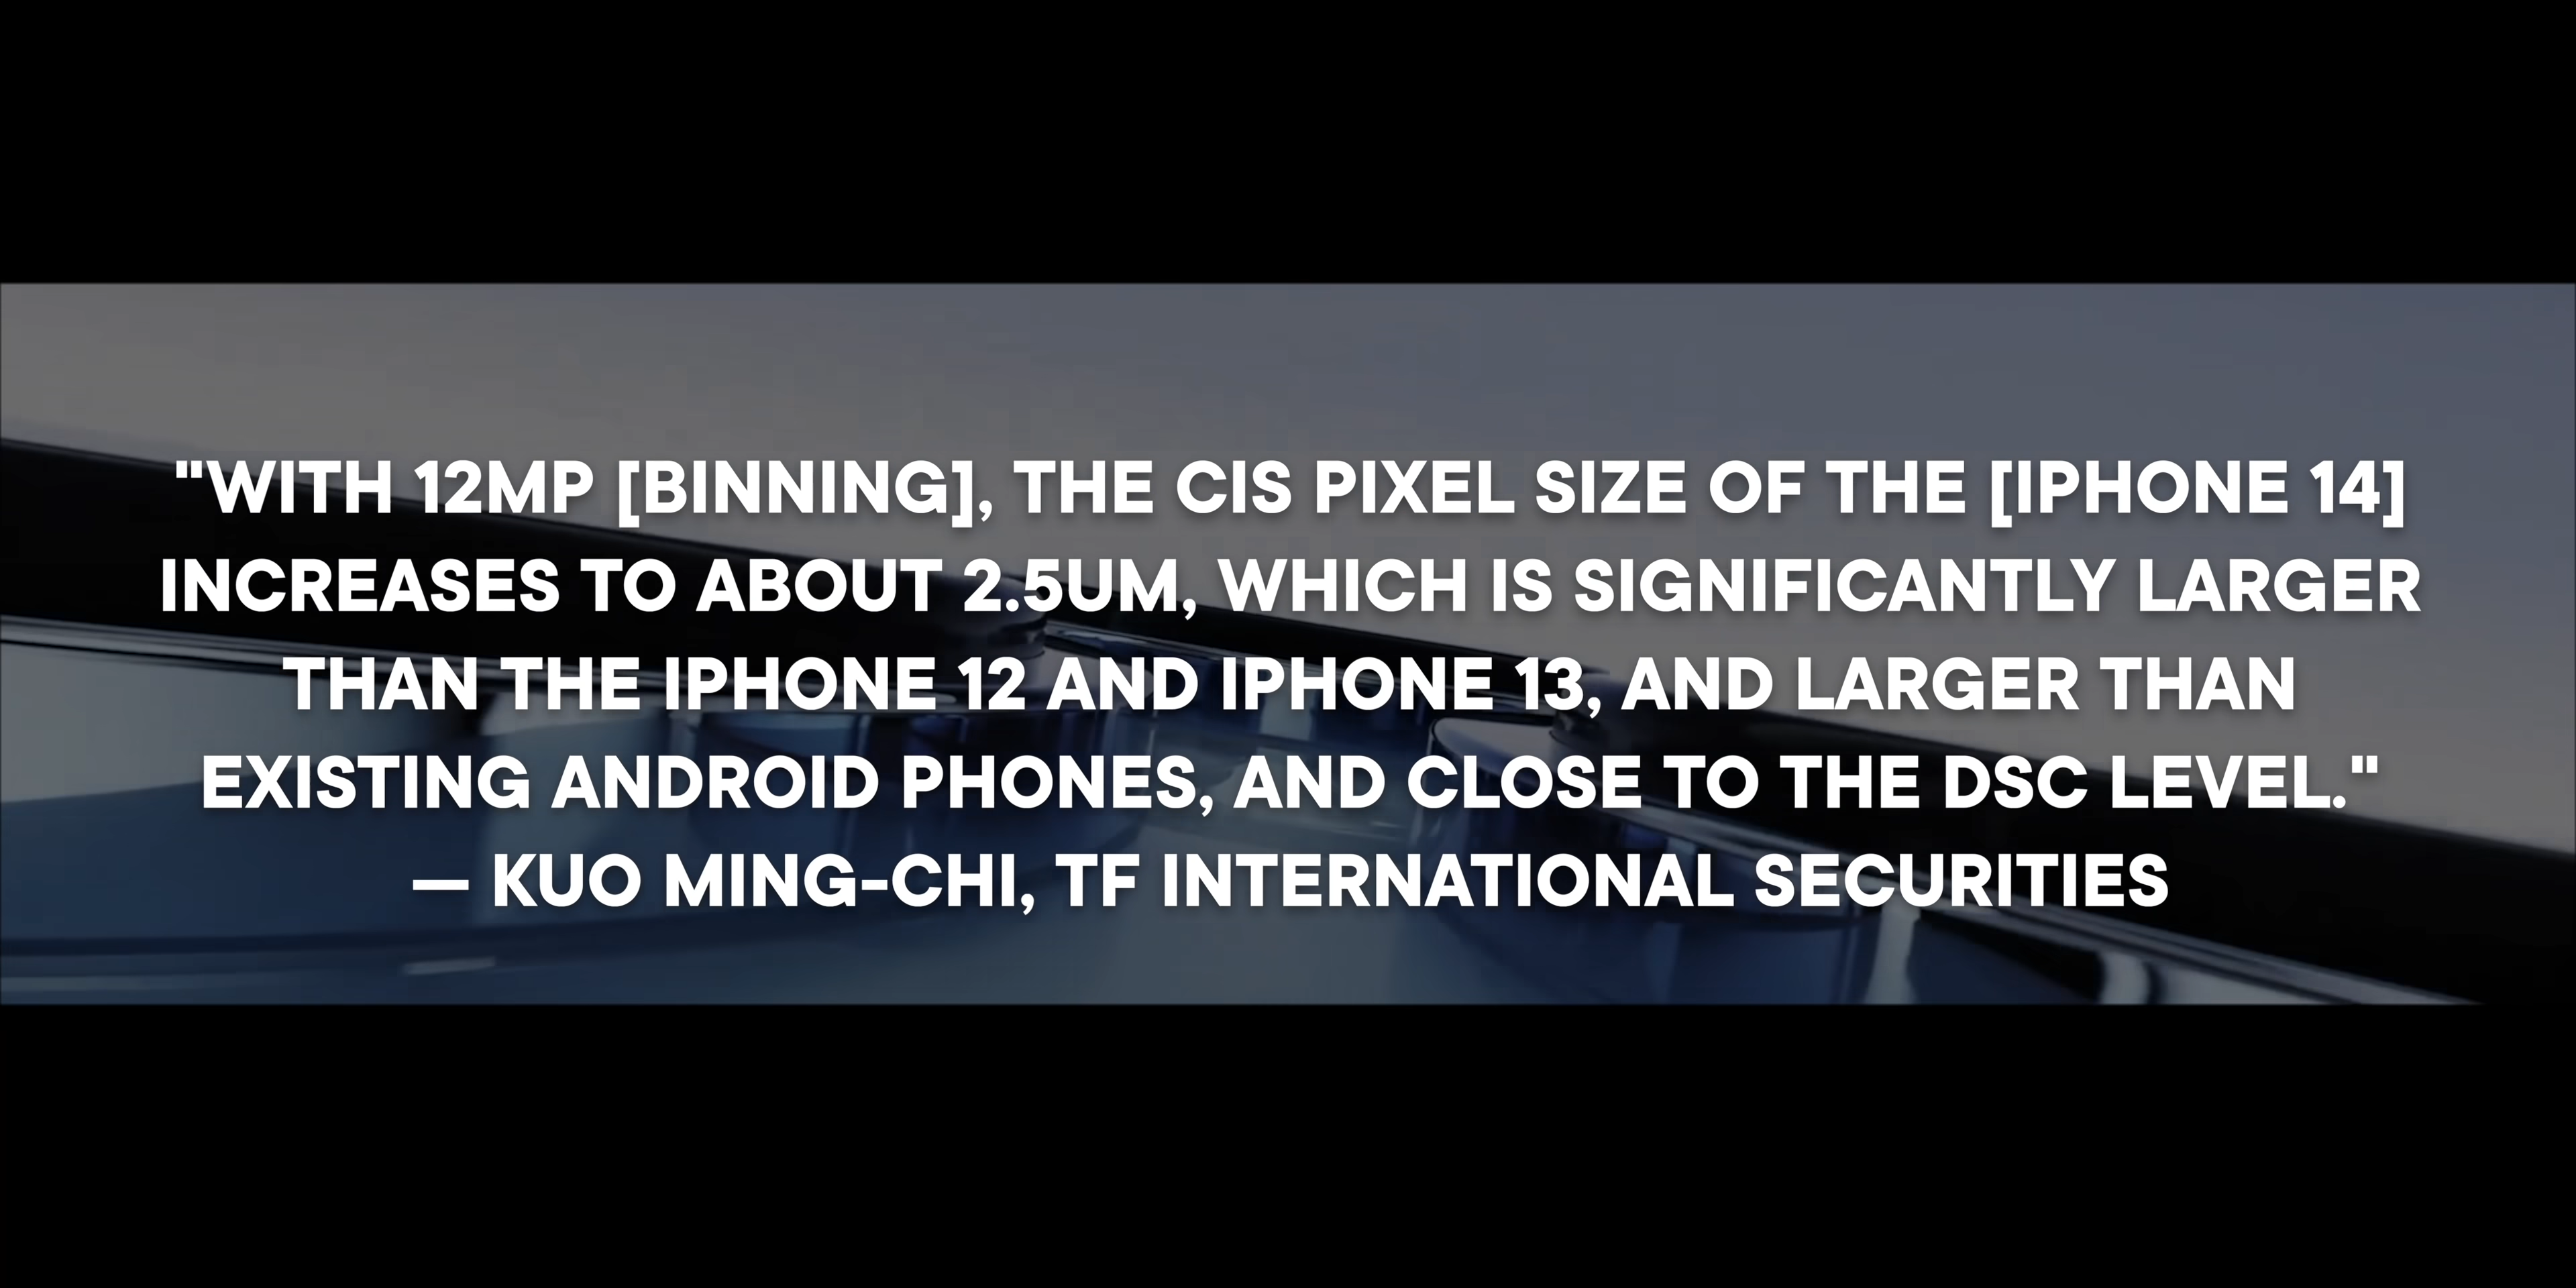 "WITH 12MP [BINNING], THE CIS PIXEL SIZE OF THE [IPHONE 14]
INCREASES TO ABOUT 2.5UM, WHICH IS SIGNIFICANTLY LARGER
THAN THE IPHONE 12 AND IPHONE 13, AND LARGER THAN
EXISTING ANDROID PHONES, AND CLOSE TO THE DSC LEVEL."
— KUO MING-CHI, TF INTERNATIONAL SECURITIES